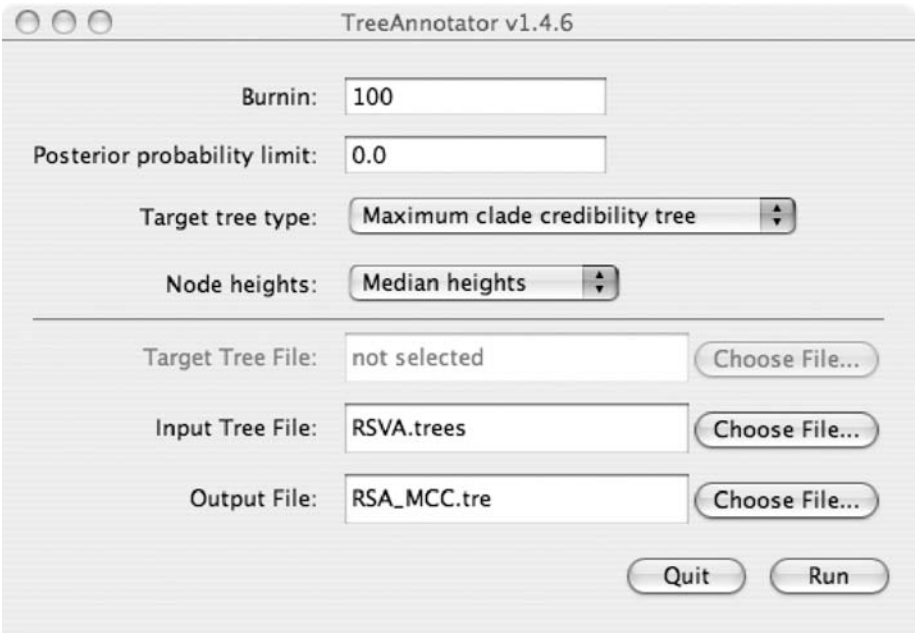 TreeAnnotator v1.4.6
Burnin: 100
Posterior probability limit: 0.0
Target tree type: Maximum clade credibility tree
Node heights: Median heights
Target Tree File: not selected Choose File...
Input Tree File: RSVA.trees Choose File...
Output File: RSA_MCC.tre Choose File...
Quit Run